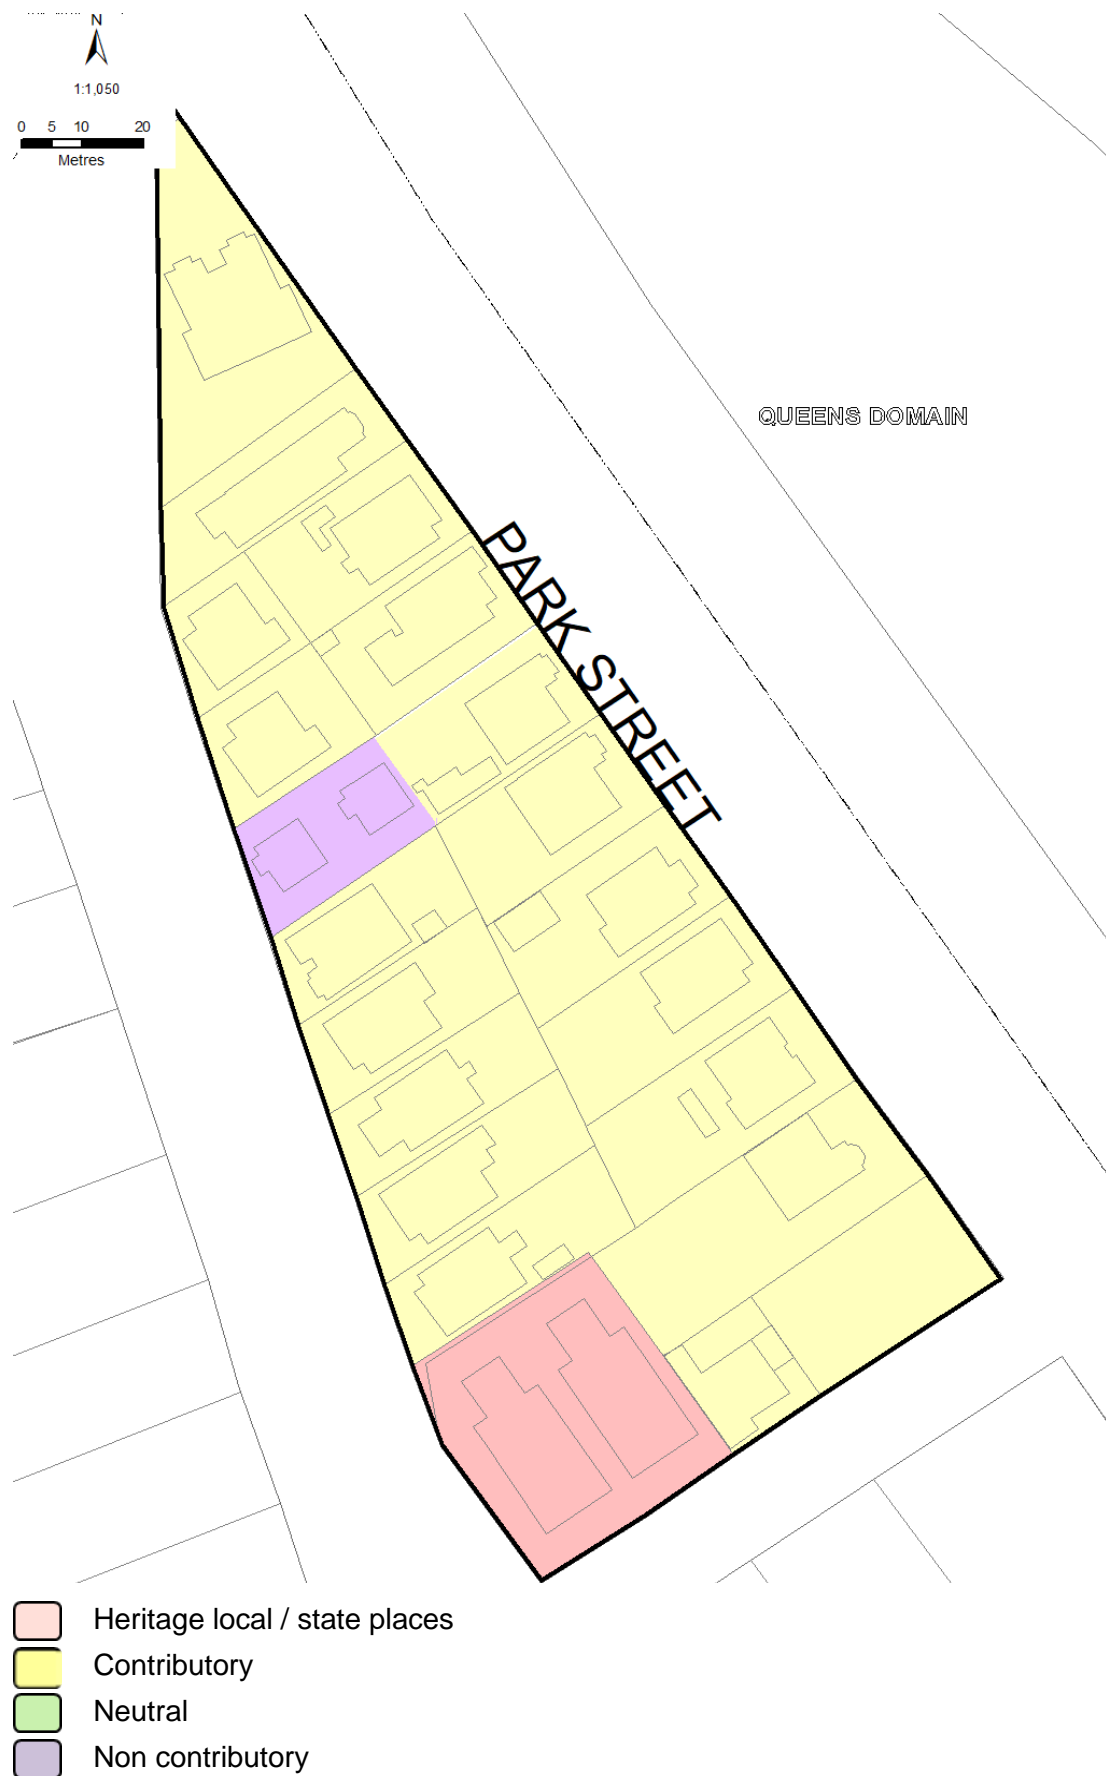 N
1:1,050
0 5 10 20
Metres
QUEENS DOMAIN
PARK STREET
Heritage local / state places
Contributory
Neutral
Non contributory